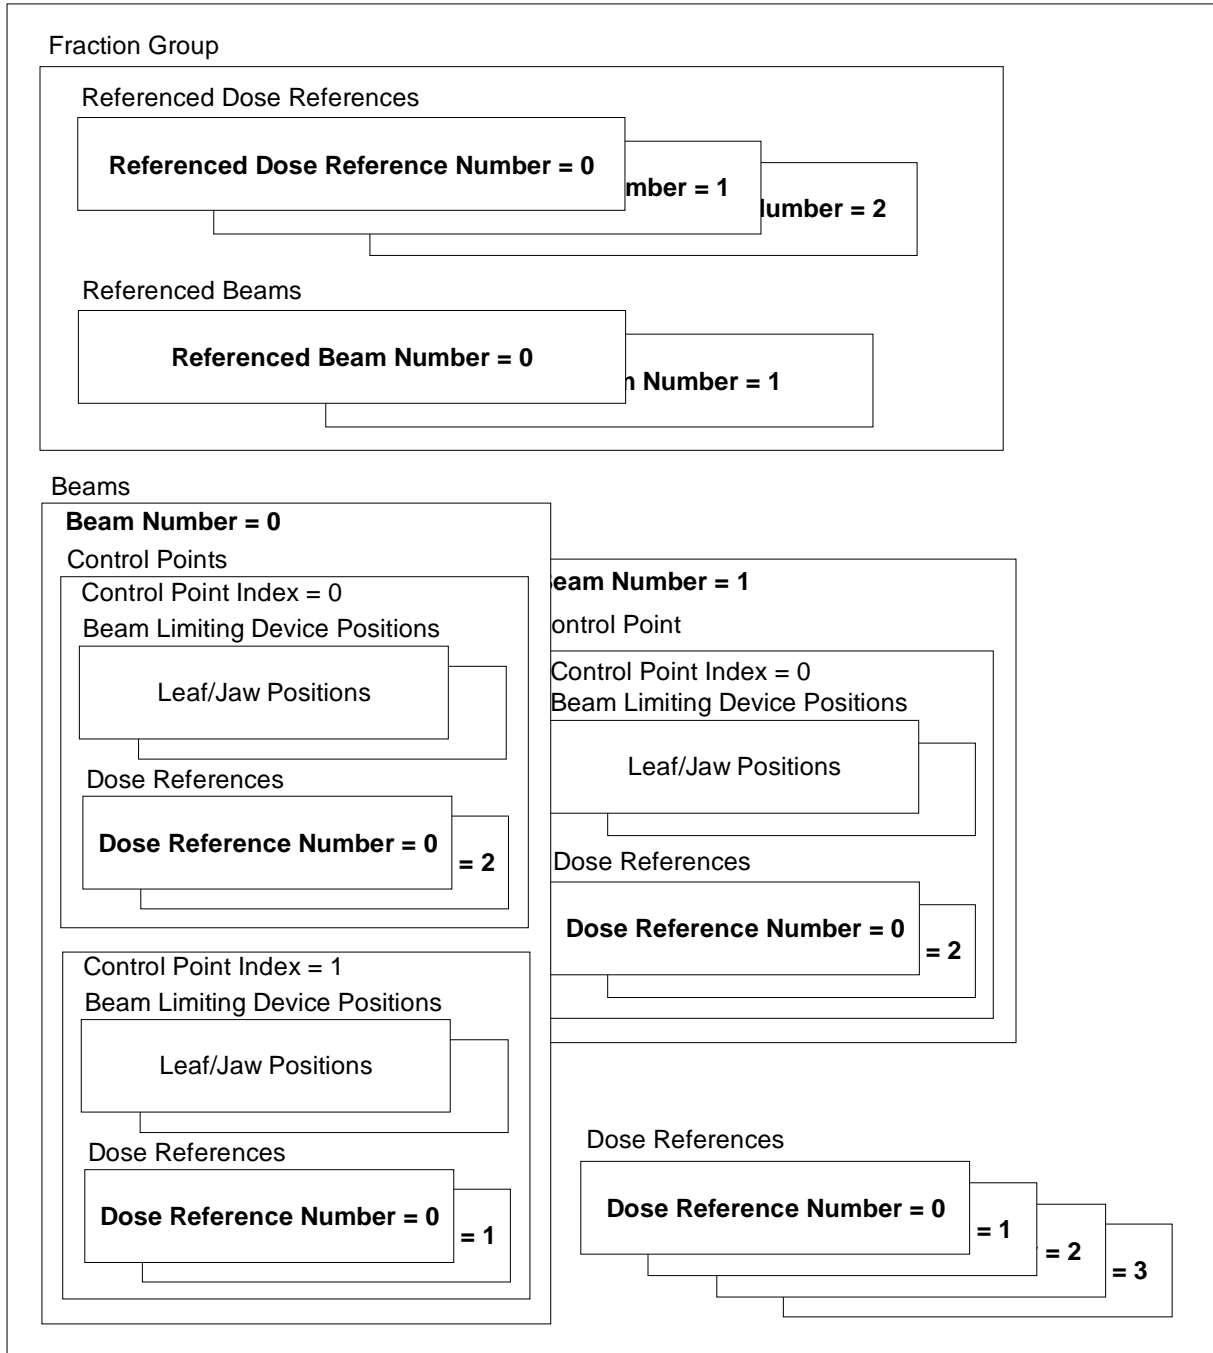 Fraction Group
Referenced Dose References
Referenced Dose Reference Number = 0
mber = 1
umber = 2
Referenced Beams
Referenced Beam Number = 0
Number = 1
Beams
Beam Number = 0
Control Points
Control Point Index = 0
Beam Limiting Device Positions
Leaf/Jaw Positions
Dose References
Dose Reference Number = 0
= 2
Control Point Index = 1
Beam Limiting Device Positions
Leaf/Jaw Positions
Dose References
Dose Reference Number = 0
= 1
eam Number = 1
ontrol Point
Control Point Index = 0
Beam Limiting Device Positions
Leaf/Jaw Positions
Dose References
Dose Reference Number = 0
= 2
Dose References
Dose Reference Number = 0
= 1
= 2
= 3